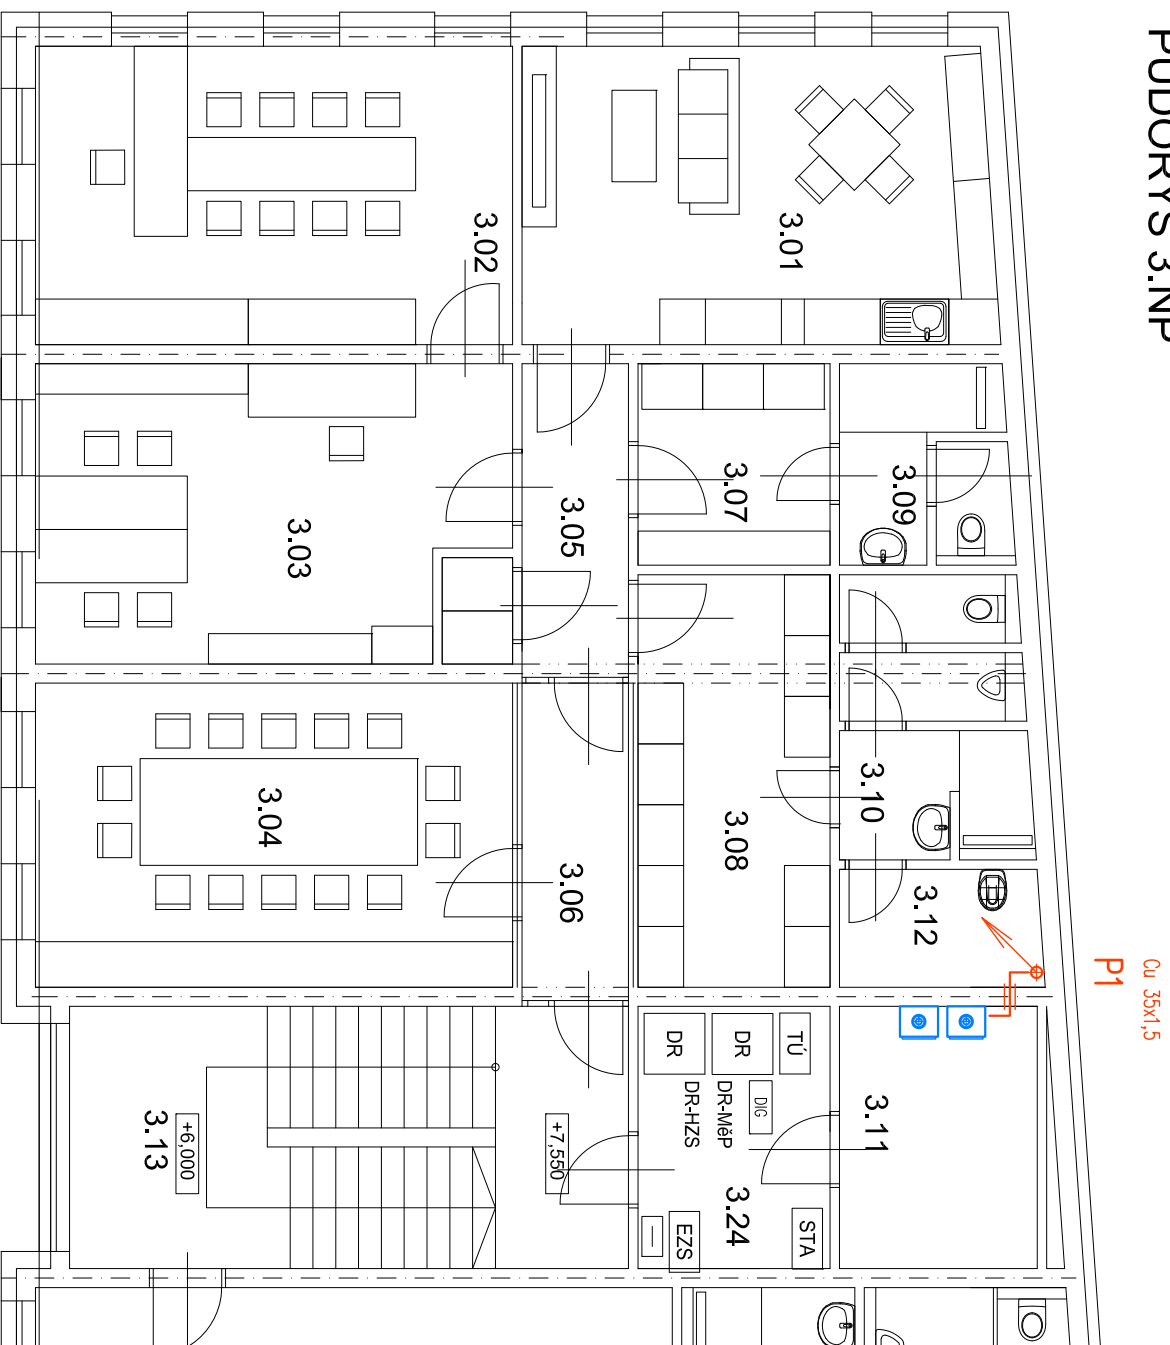 PŮDORYS 3.NP
Cu 35x1,5
P1
3.01
3.02
3.03
3.04
3.05
3.06
3.07
3.08
3.09
3.10
3.12
3.11
TÚ
DR
DR
DIG
DR-MěP
DR-HZS
3.24
STA
EZS
+7,550
+6,000
3.13